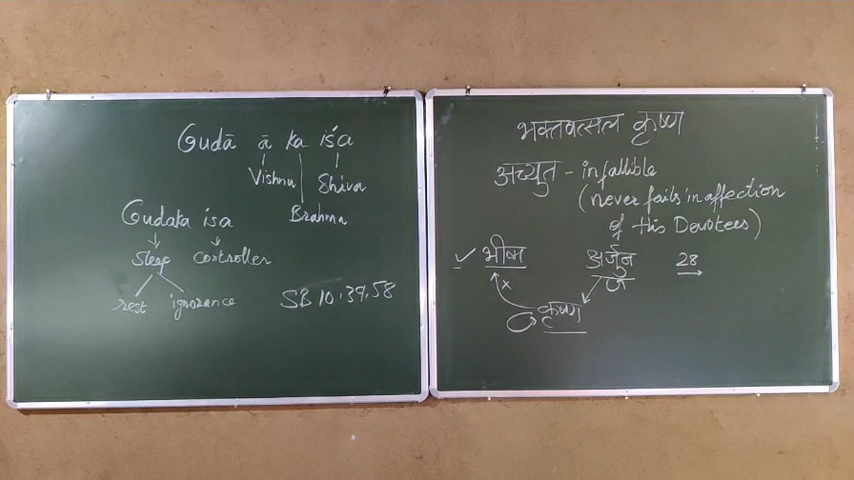 Gudā ā ka iśa
Vishnu Shiva
Brahma
Gudaka isa
Sleep controller
rest ignorance SB 10.39.58
भक्तवत्सल कृष्ण
अच्युत - infallible
(never fails in affection
of His Devotees)
✓ भीष्म अर्जुन 28
x
कृष्ण